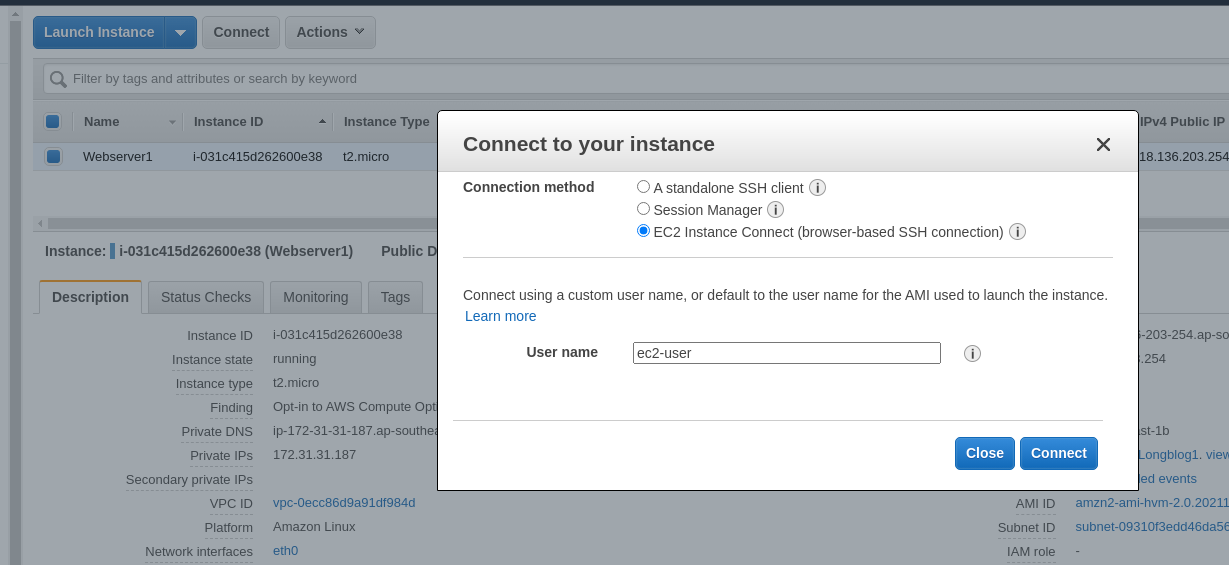 Launch Instance Connect Actions
Filter by tags and attributes or search by keyword
Name Instance ID Instance Type IPv4 Public IP
Webserver1 i-031c415d262600e38 t2.micro 18.136.203.254
Connect to your instance
Connection method
A standalone SSH client
Session Manager
EC2 Instance Connect (browser-based SSH connection)
Connect using a custom user name, or default to the user name for the AMI used to launch the instance.
Learn more
User name ec2-user
Close Connect
Instance: i-031c415d262600e38 (Webserver1) Public D
Description Status Checks Monitoring Tags
Instance ID i-031c415d262600e38 -203-254.ap-so
Instance state running .254
Instance type t2.micro
Finding Opt-in to AWS Compute Opti
Private DNS ip-172-31-31-187.ap-southea st-1b
Private IPs 172.31.31.187 Longblog1. view
Secondary private IPs led events
VPC ID vpc-0ecc86d9a91df984d AMI ID amzn2-ami-hvm-2.0.20211
Platform Amazon Linux Subnet ID subnet-09310f3edd46da56
Network interfaces eth0 IAM role -